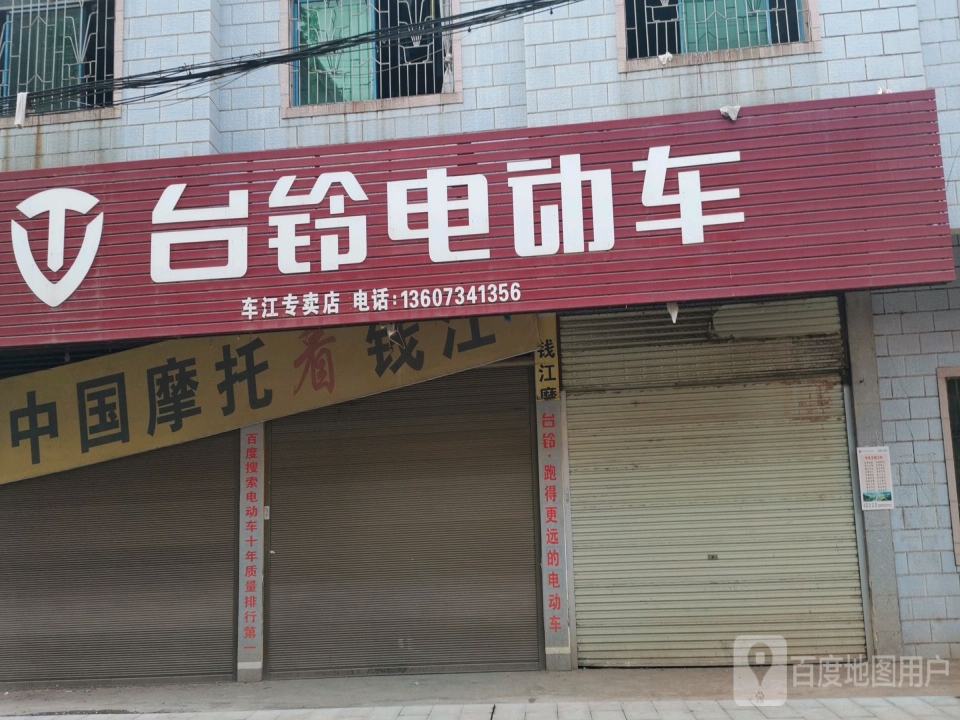 台铃电动车
车江专卖店 电话:13607341356
中国摩托看钱江
钱江摩
百度搜索电动车十年质量排行第一
台铃·跑得更远的电动车
百度地图用户